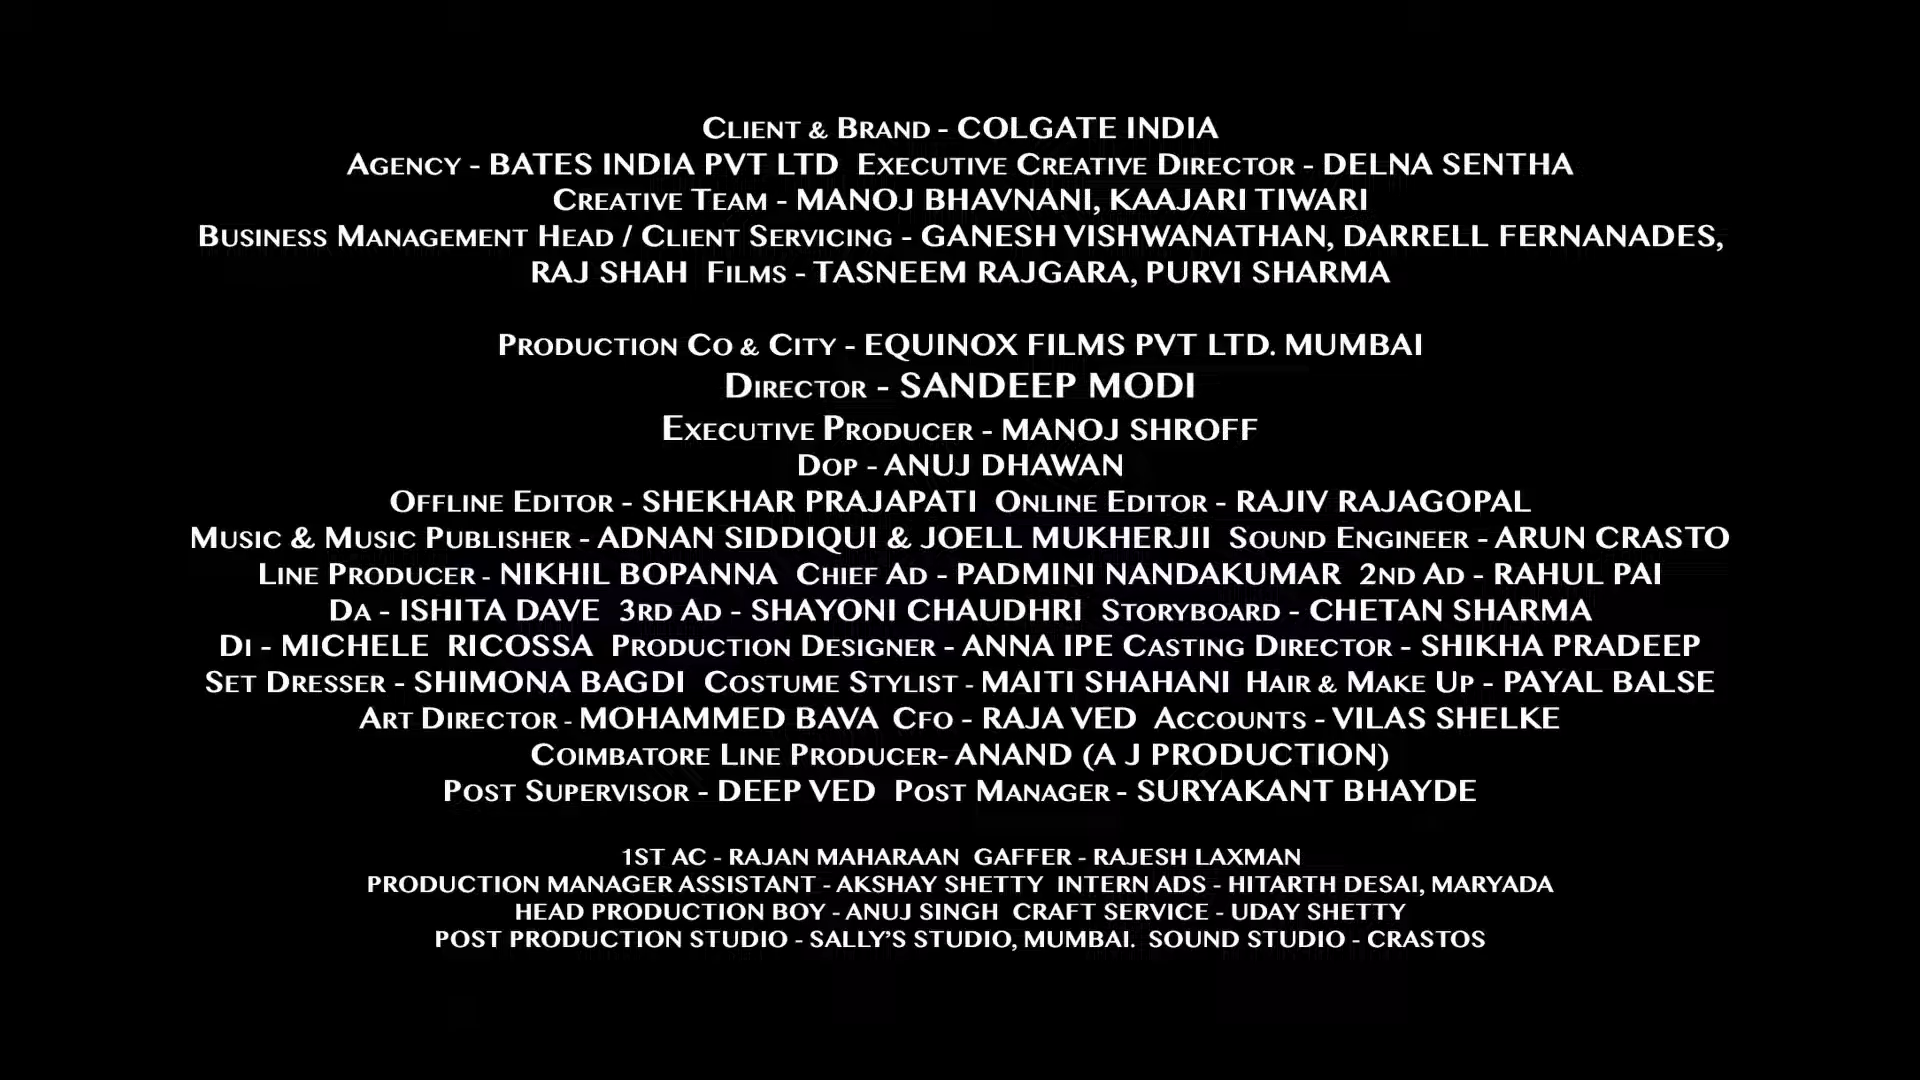 Client & Brand - COLGATE INDIA
Agency - BATES INDIA PVT LTD Executive Creative Director - DELNA SENTHA
Creative Team - MANOJ BHAVNANI, KAAJARI TIWARI
Business Management Head / Client Servicing - GANESH VISHWANATHAN, DARRELL FERNANADES,
RAJ SHAH Films - TASNEEM RAJGARA, PURVI SHARMA
Production Co & City - EQUINOX FILMS PVT LTD. MUMBAI
Director - SANDEEP MODI
Executive Producer - MANOJ SHROFF
Dop - ANUJ DHAWAN
Offline Editor - SHEKHAR PRAJAPATI Online Editor - RAJIV RAJAGOPAL
Music & Music Publisher - ADNAN SIDDIQUI & JOELL MUKHERJII Sound Engineer - ARUN CRASTO
Line Producer - NIKHIL BOPANNA Chief Ad - PADMINI NANDAKUMAR 2nd Ad - RAHUL PAI
Da - ISHITA DAVE 3rd Ad - SHAYONI CHAUDHRI Storyboard - CHETAN SHARMA
Di - MICHELE RICOSSA Production Designer - ANNA IPE Casting Director - SHIKHA PRADEEP
Set Dresser - SHIMONA BAGDI Costume Stylist - MAITI SHAHANI Hair & Make Up - PAYAL BALSE
Art Director - MOHAMMED BAVA Cfo - RAJA VED Accounts - VILAS SHELKE
Coimbatore Line Producer- ANAND (A J PRODUCTION)
Post Supervisor - DEEP VED Post Manager - SURYAKANT BHAYDE
1ST AC - RAJAN MAHARAAN GAFFER - RAJESH LAXMAN
PRODUCTION MANAGER ASSISTANT - AKSHAY SHETTY INTERN ADS - HITARTH DESAI, MARYADA
HEAD PRODUCTION BOY - ANUJ SINGH CRAFT SERVICE - UDAY SHETTY
POST PRODUCTION STUDIO - SALLY'S STUDIO, MUMBAI. SOUND STUDIO - CRASTOS